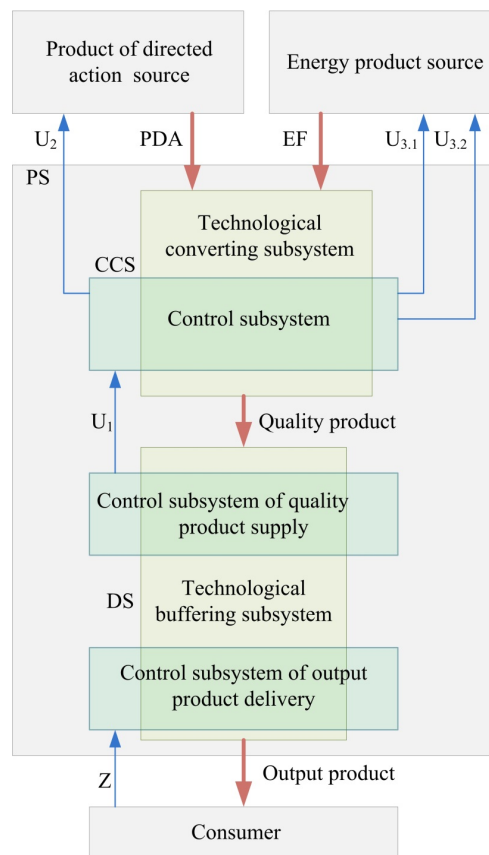 Product of directed
action source
Energy product source
U2
PDA
EF
U3.1
U3.2
PS
Technological
converting subsystem
CCS
Control subsystem
U1
Quality product
Control subsystem of quality
product supply
DS
Technological
buffering subsystem
Control subsystem of output
product delivery
Z
Output product
Consumer